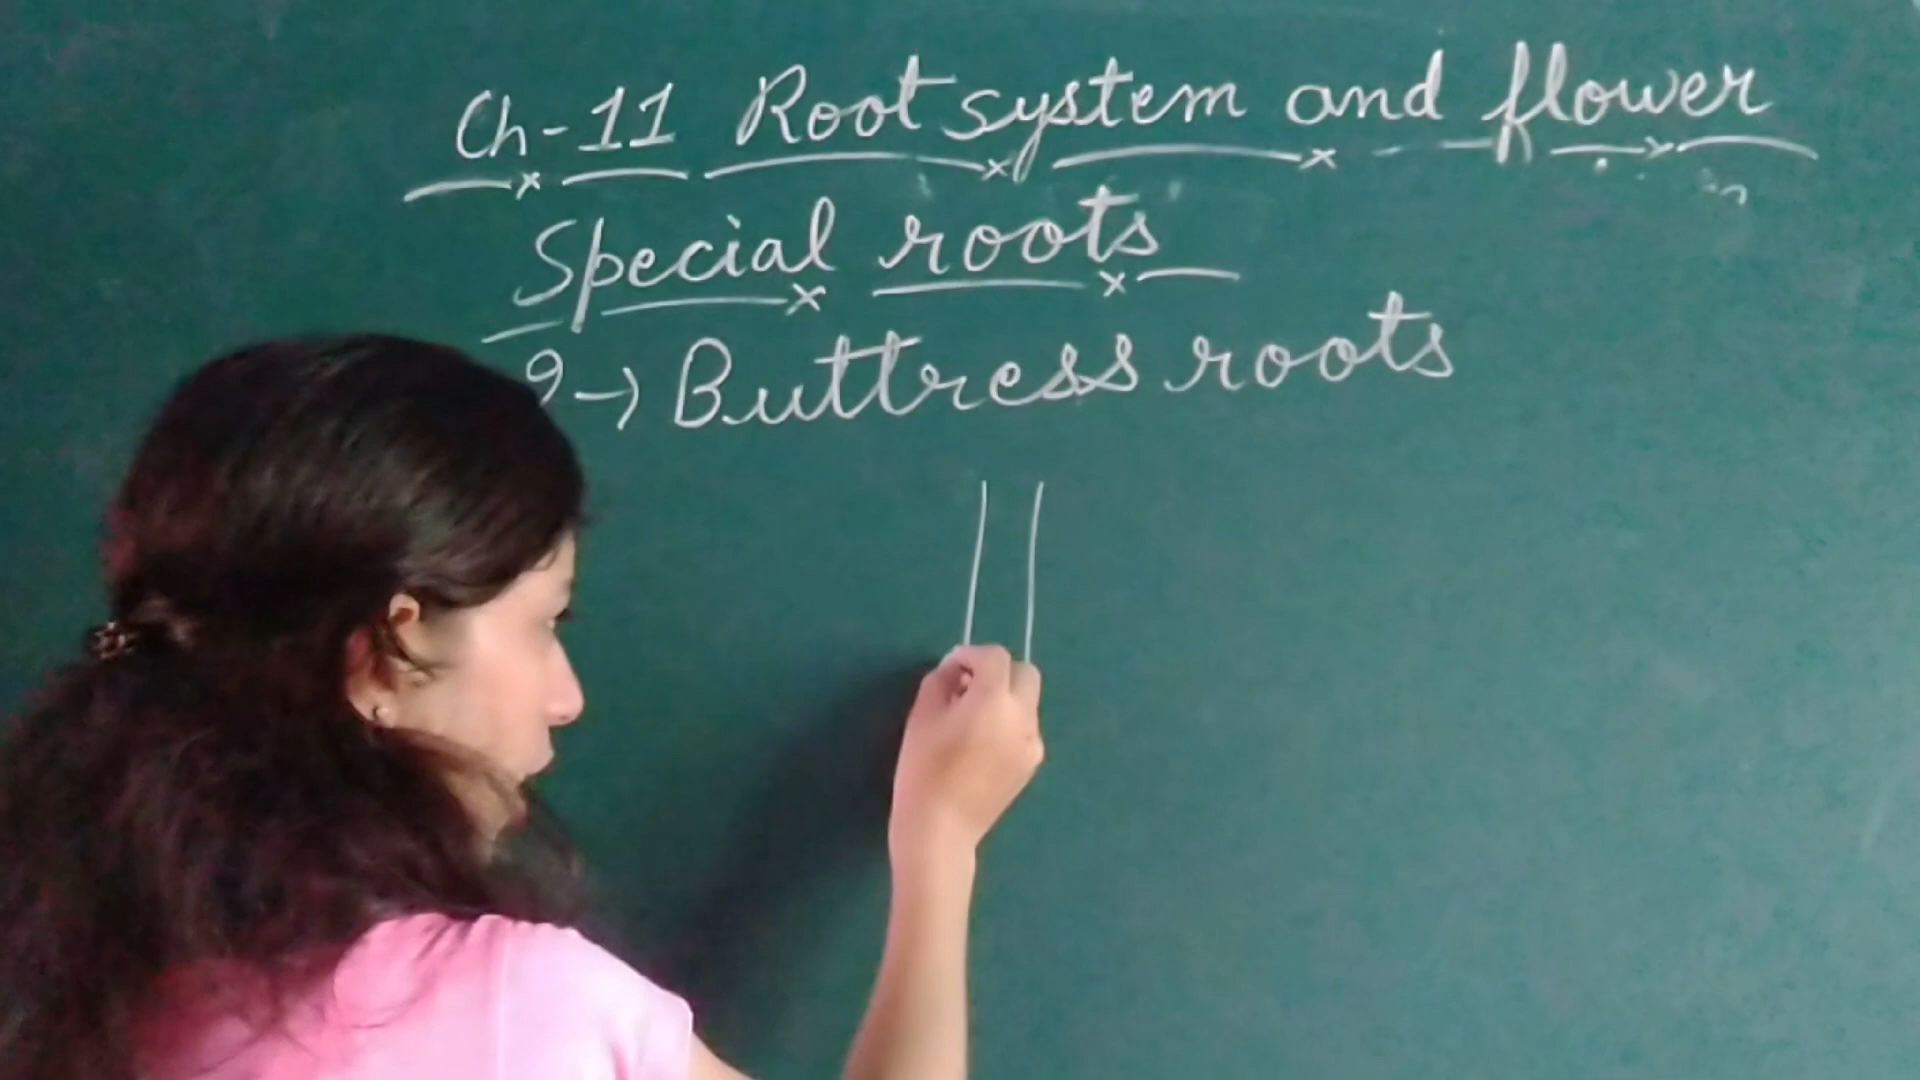 Ch-11 Root system and flower
Special roots
9→ Buttress roots